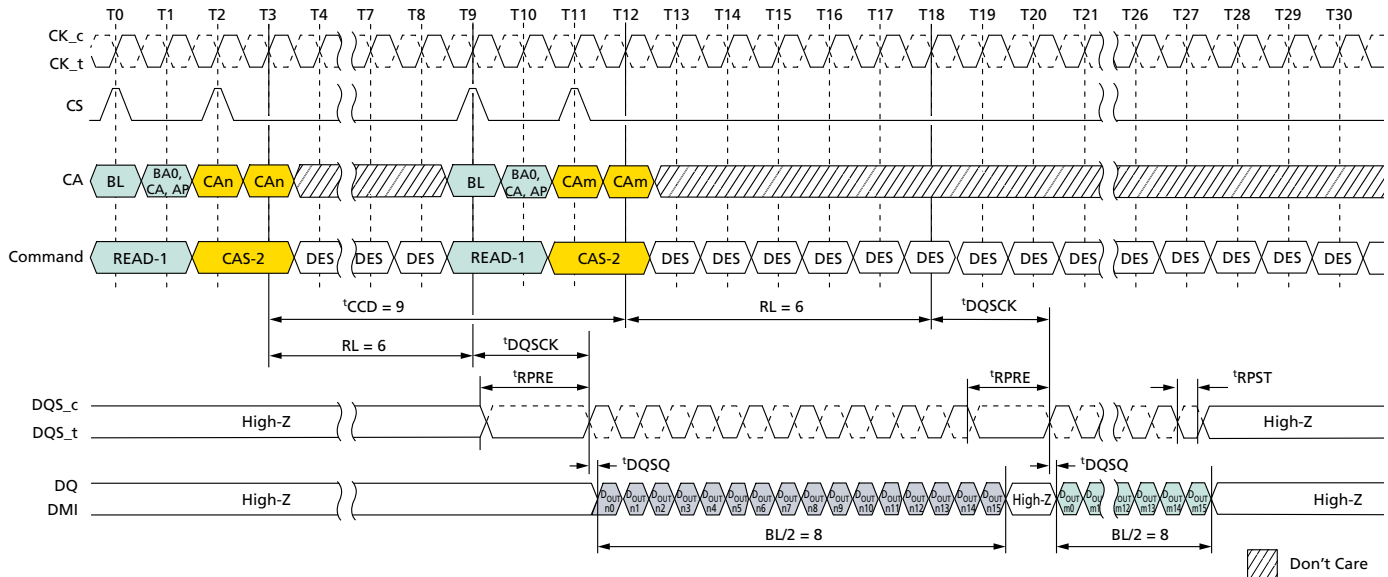 T0 T1 T2 T3 T4 T7 T8 T9 T10 T11 T12 T13 T14 T15 T16 T17 T18 T19 T20 T21 T26 T27 T28 T29 T30
CK_c
CK_t
CS
CA BL BA0, CA, AP CAn CAn BL BA0, CA, AP CAm CAm
Command READ-1 CAS-2 DES DES DES READ-1 CAS-2 DES DES DES DES DES DES DES DES DES DES DES DES DES DES
tCCD = 9 RL = 6 tDQSCK
RL = 6 tDQSCK
tRPRE tRPRE tRPST
DQS_c
DQS_t
High-Z High-Z
tDQSQ tDQSQ
DQ
DMI
High-Z DOUT n0 DOUT n1 DOUT n2 DOUT n3 DOUT n4 DOUT n5 DOUT n6 DOUT n7 DOUT n8 DOUT n9 DOUT n10 DOUT n11 DOUT n12 DOUT n13 DOUT n14 DOUT n15 High-Z DOUT m0 DOUT m1 DOUT m12 DOUT m13 DOUT m14 DOUT m15 High-Z
BL/2 = 8 BL/2 = 8
Don't Care